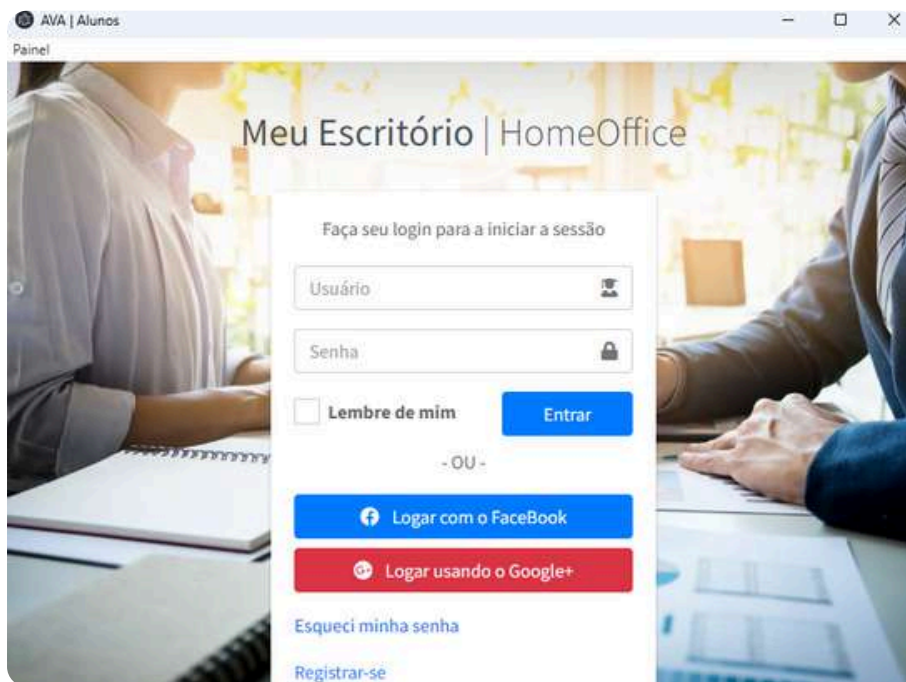 AVA | Alunos
Painel
Meu Escritório | HomeOffice
Faça seu login para a iniciar a sessão
Usuário
Senha
Lembre de mim
Entrar
- OU -
Logar com o FaceBook
Logar usando o Google+
Esqueci minha senha
Registrar-se